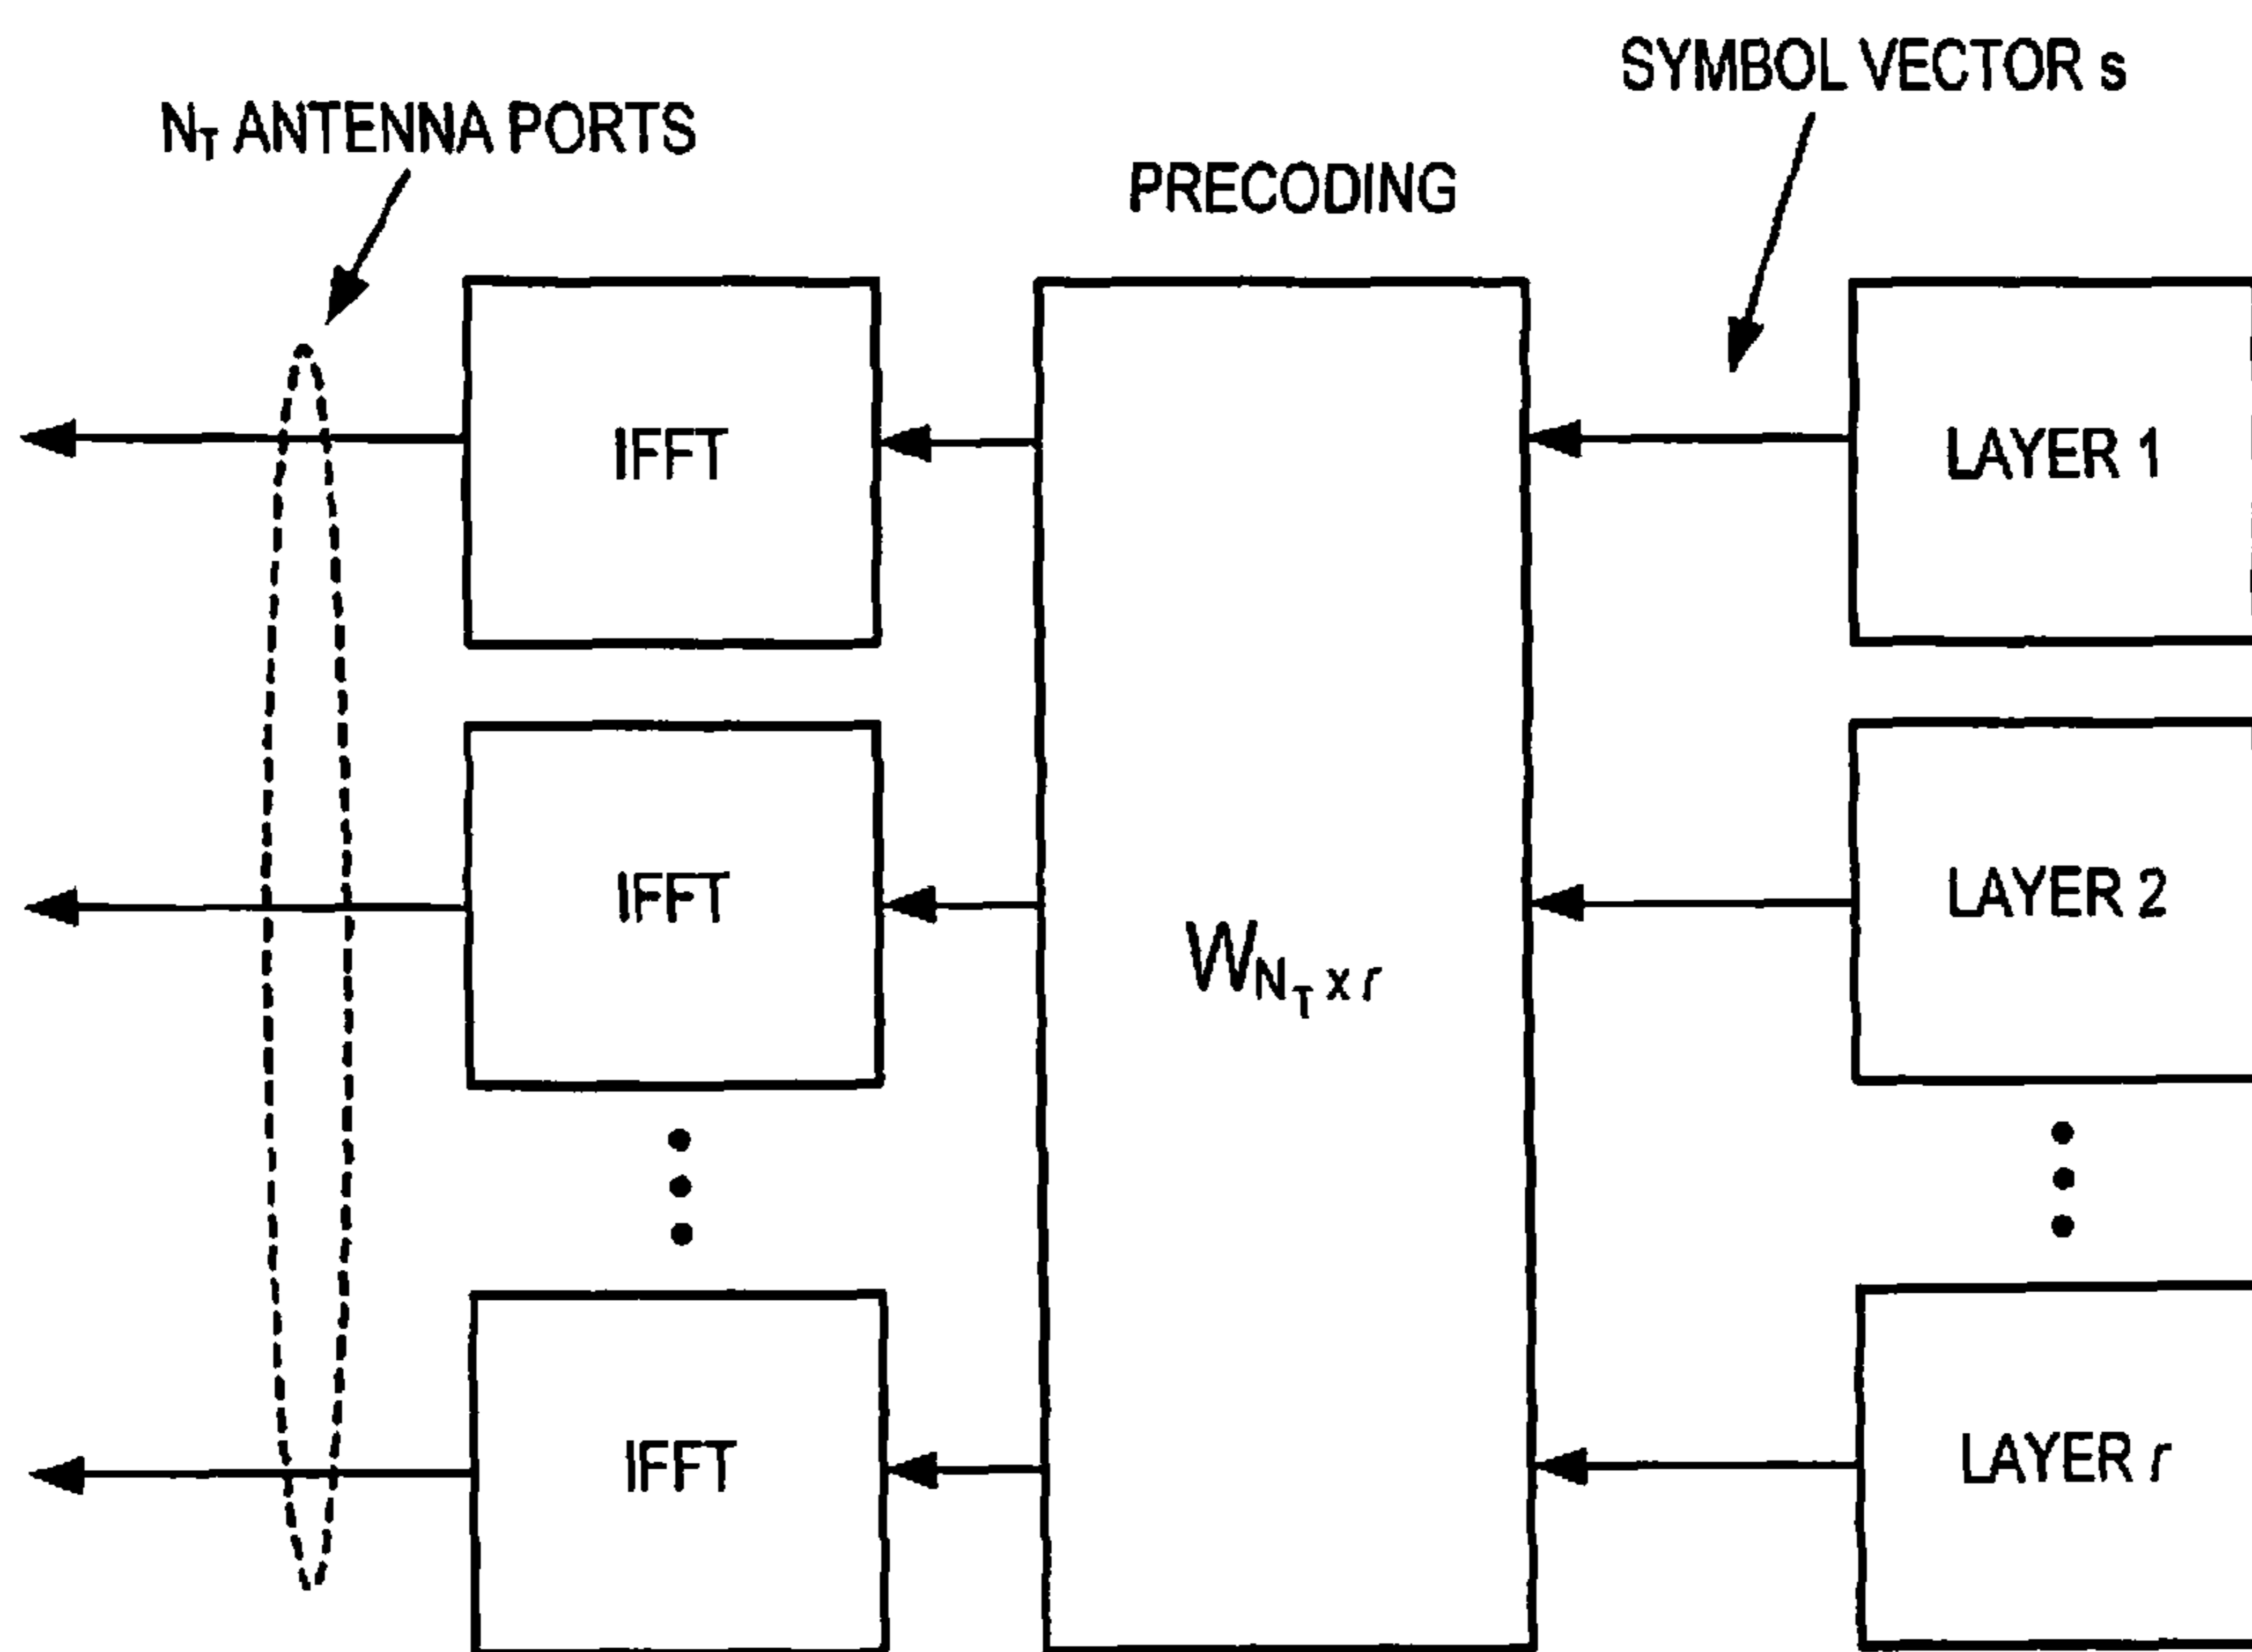 SYMBOL VECTOR s
N_T ANTENNA PORTS
PRECODING
IFFT
LAYER 1
IFFT
LAYER 2
W_{N_T x r}
IFFT
LAYER r